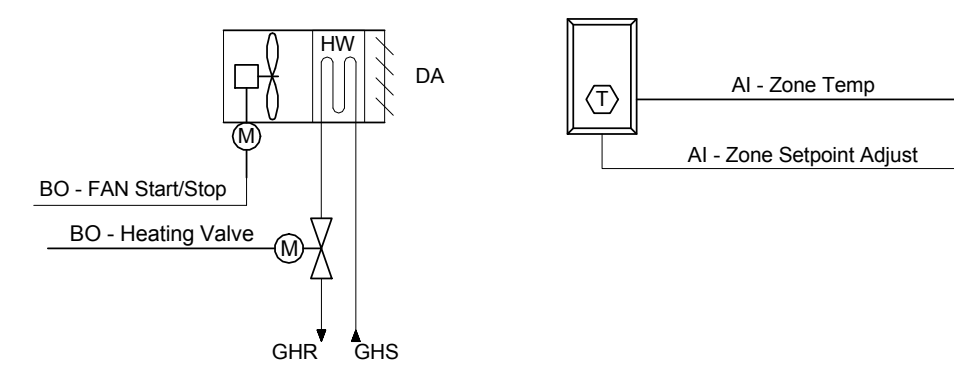 HW
DA
M
BO - FAN Start/Stop
BO - Heating Valve
M
GHR
GHS
T
AI - Zone Temp
AI - Zone Setpoint Adjust